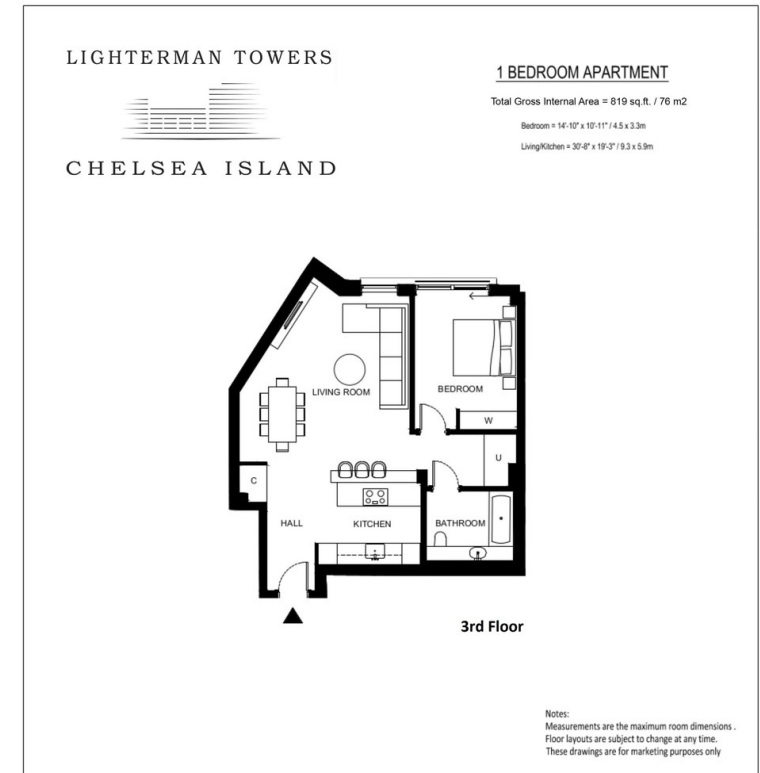 LIGHTERMAN TOWERS
CHELSEA ISLAND
1 BEDROOM APARTMENT
Total Gross Internal Area = 819 sq.ft. / 76 m2
Bedroom = 14'-10" x 10'-11" / 4.5 x 3.3m
Living/Kitchen = 30'-8" x 19'-3" / 9.3 x 5.9m
LIVING ROOM
BEDROOM
W
U
C
HALL
KITCHEN
BATHROOM
3rd Floor
Notes:
Measurements are the maximum room dimensions .
Floor layouts are subject to change at any time.
These drawings are for marketing purposes only